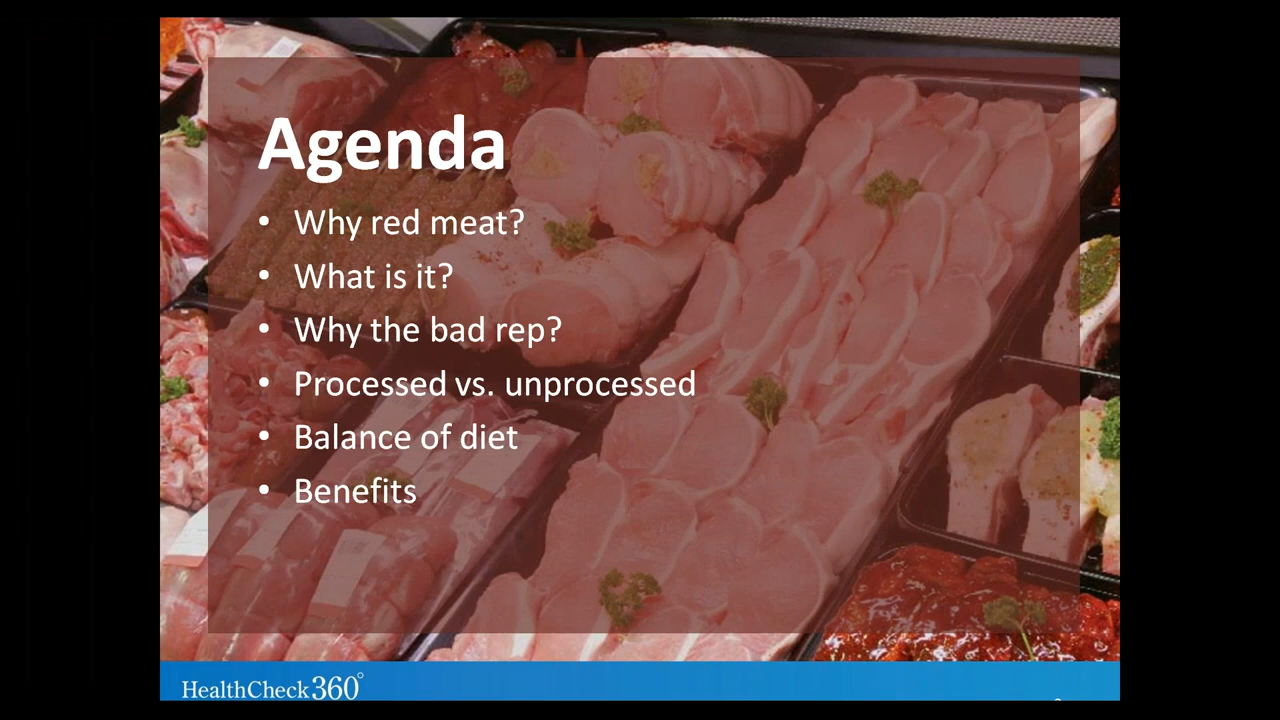 Agenda
• Why red meat?
• What is it?
• Why the bad rep?
• Processed vs. unprocessed
• Balance of diet
• Benefits
HealthCheck360°